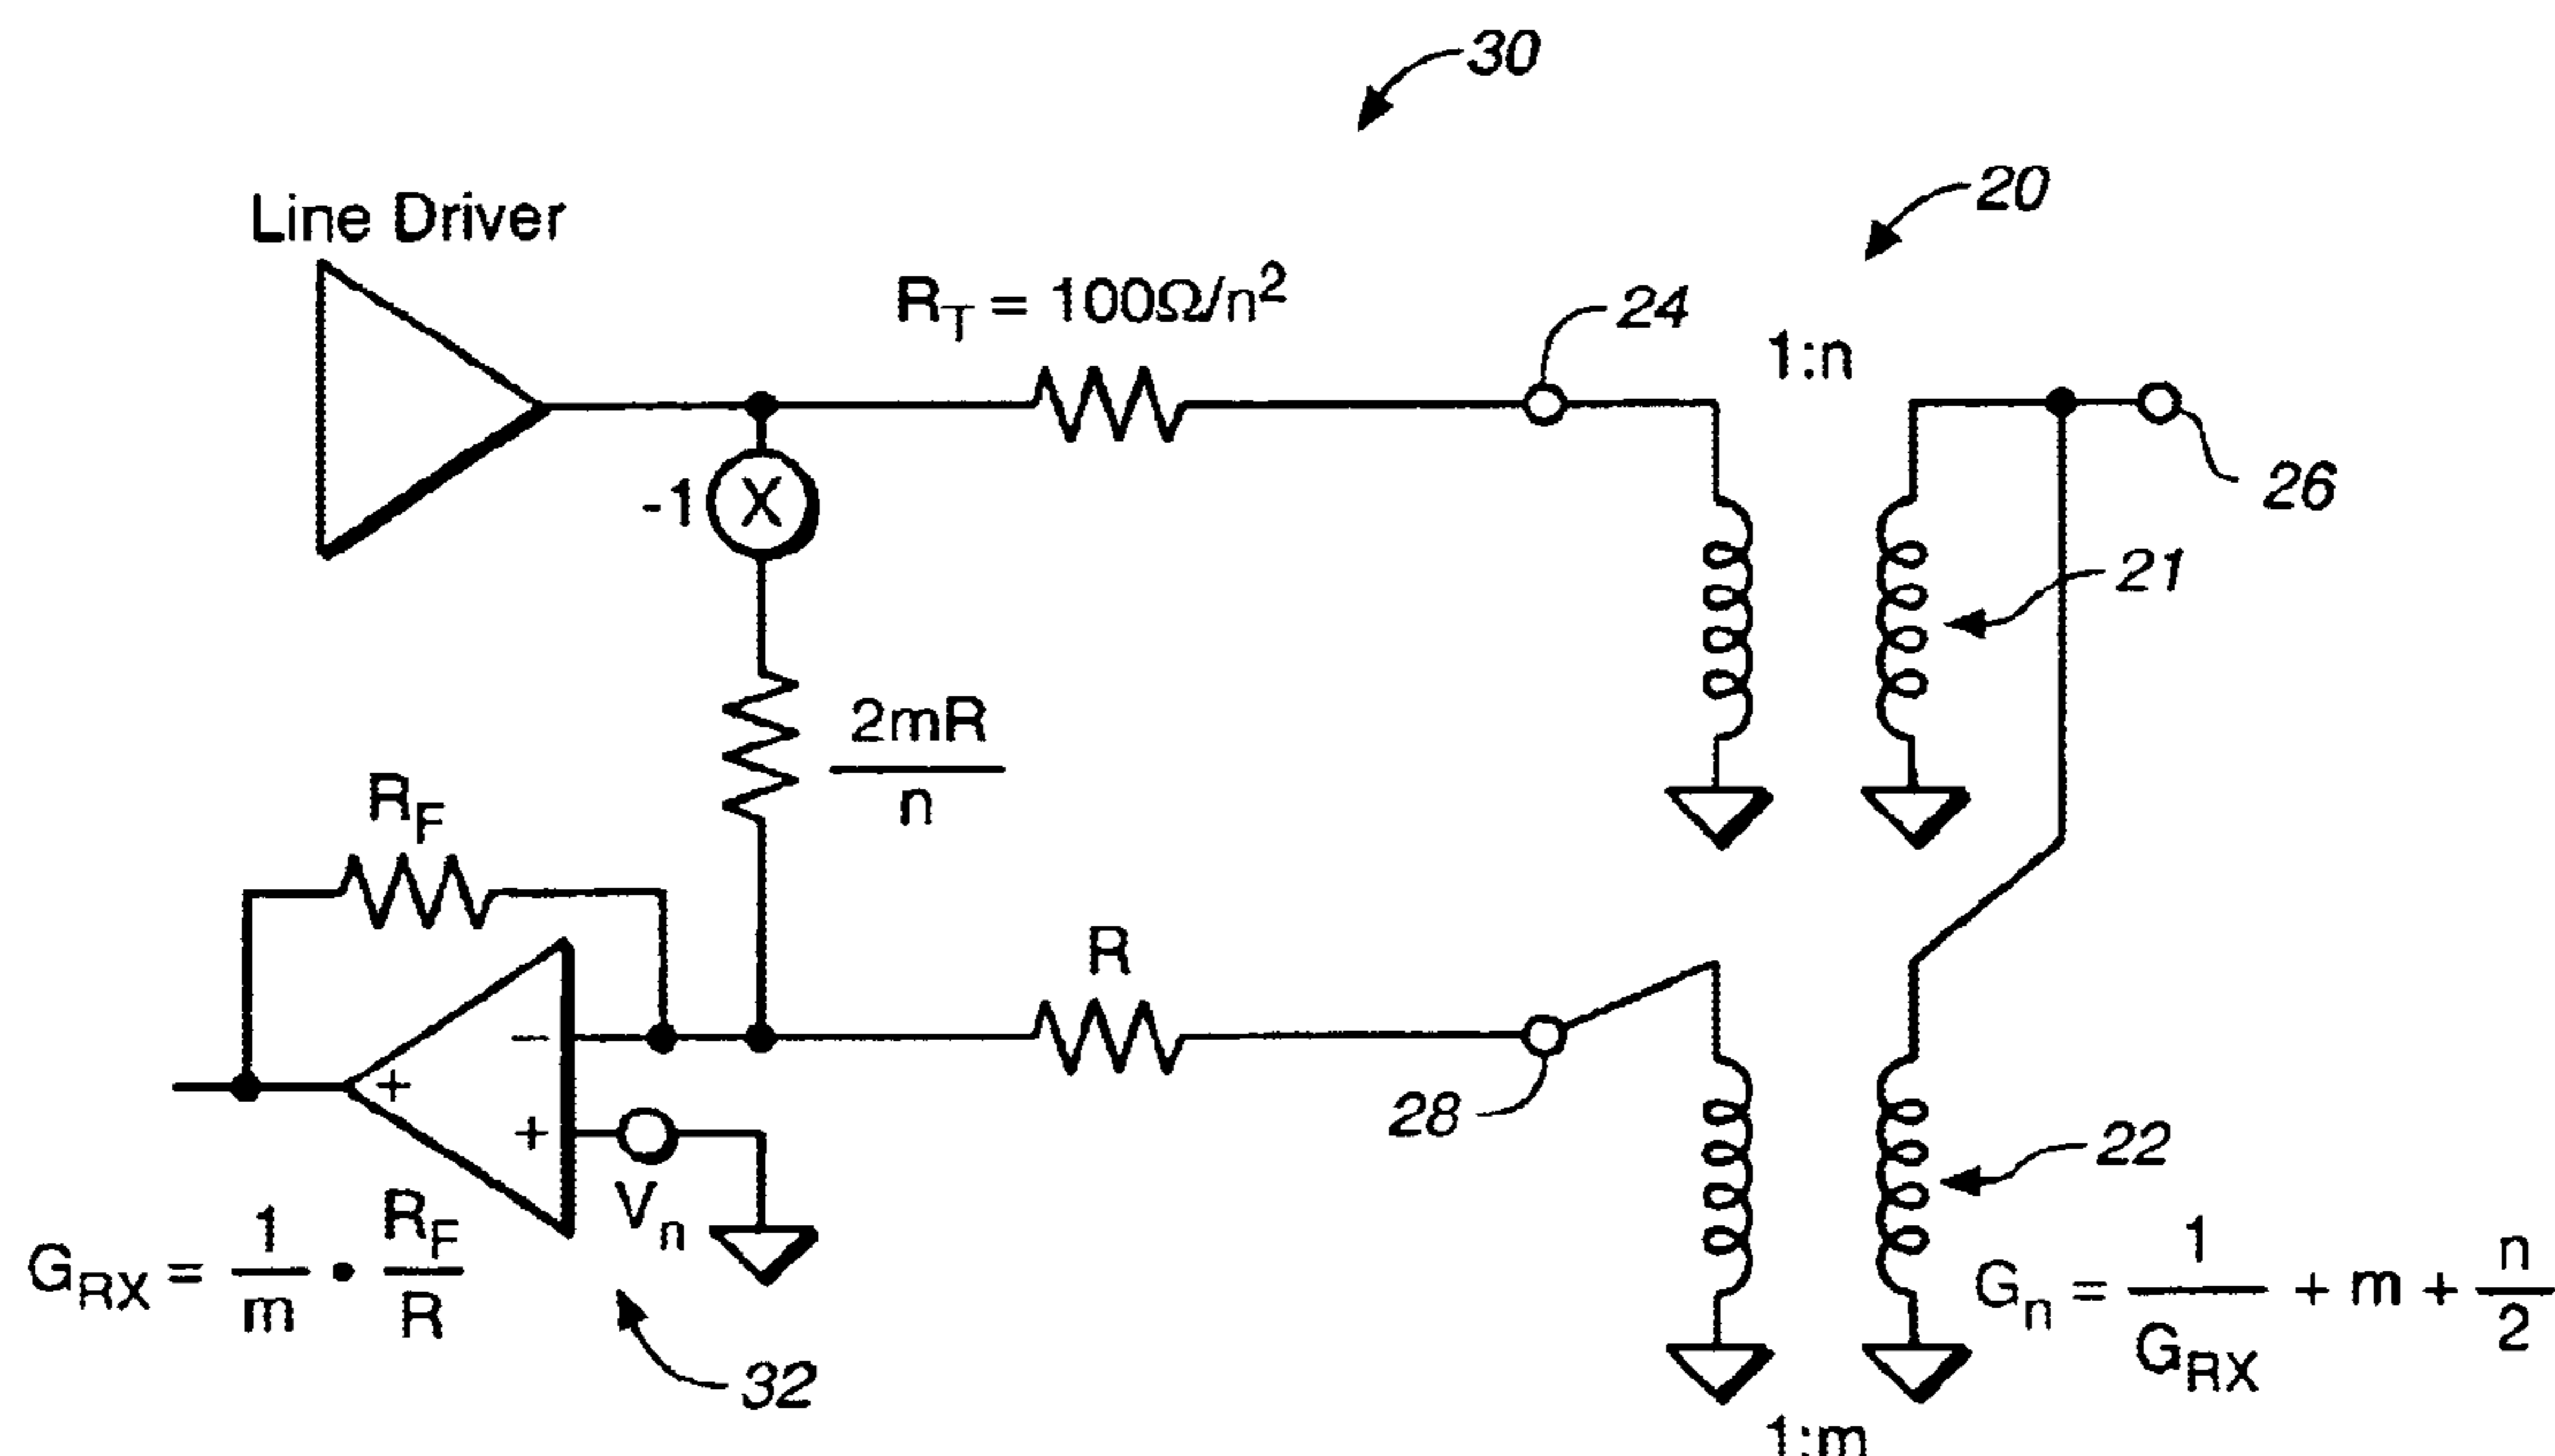 30
20
Line Driver
R_T = 100Ω/n²
24
1:n
26
-1
X
21
2mR
n
R_F
R
28
22
−
+
+
V_n
G_RX = 1/m • R_F/R
G_n = 1/G_RX + m + n/2
32
1:m